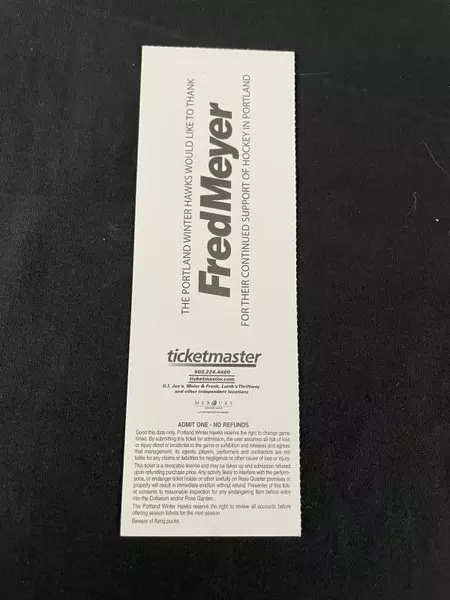 THE PORTLAND WINTER HAWKS WOULD LIKE TO THANK
Fred Meyer
FOR THEIR CONTINUED SUPPORT OF HOCKEY IN PORTLAND
ticketmaster
503.224.4400
ticketmaster.com
G.I. Joe's, Meier & Frank, Lamb's Thriftway
and other independent locations
MERCURY
ADMIT ONE - NO REFUNDS
Good this date only. Portland Winter Hawks reserve the right to change game
times. By submitting this ticket for admission, the user assumes all risk of loss
or injury direct or incidental to the game or exhibition and releases and agrees
that management, its agents, players, performers and contractors are not
liable for any claims or liabilities for negligence or other cause of loss or injury.
This ticket is a revocable license and may be taken up and admission refused
upon refunding purchase price. Any activity likely to interfere with the perform-
ance, or endanger ticket holder or other lawfully on Rose Quarter premises or
property will result in immediate eviction without refund. Presenter of this tick-
et consents to reasonable inspection for any endangering item before entry
into the Coliseum and/or Rose Garden.
The Portland Winter Hawks reserve the right to review all accounts before
offering season tickets for the next season.
Beware of flying pucks.